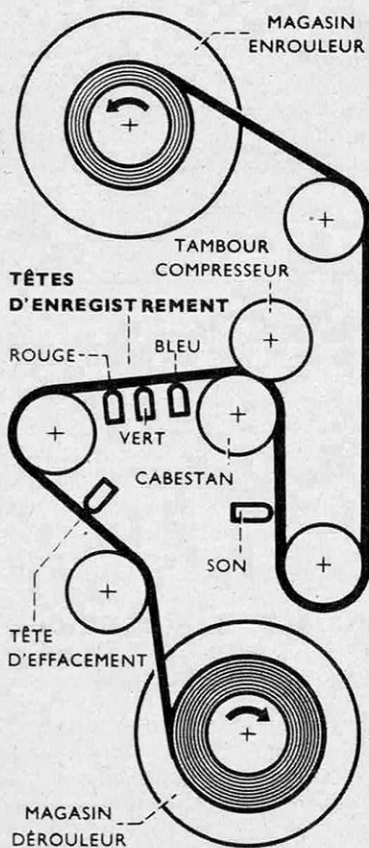 MAGASIN
ENROULEUR
TAMBOUR
COMPRESSEUR
TÊTES
D'ENREGISTREMENT
ROUGE
BLEU
VERT
CABESTAN
SON
TÊTE
D'EFFACEMENT
MAGASIN
DÉROULEUR